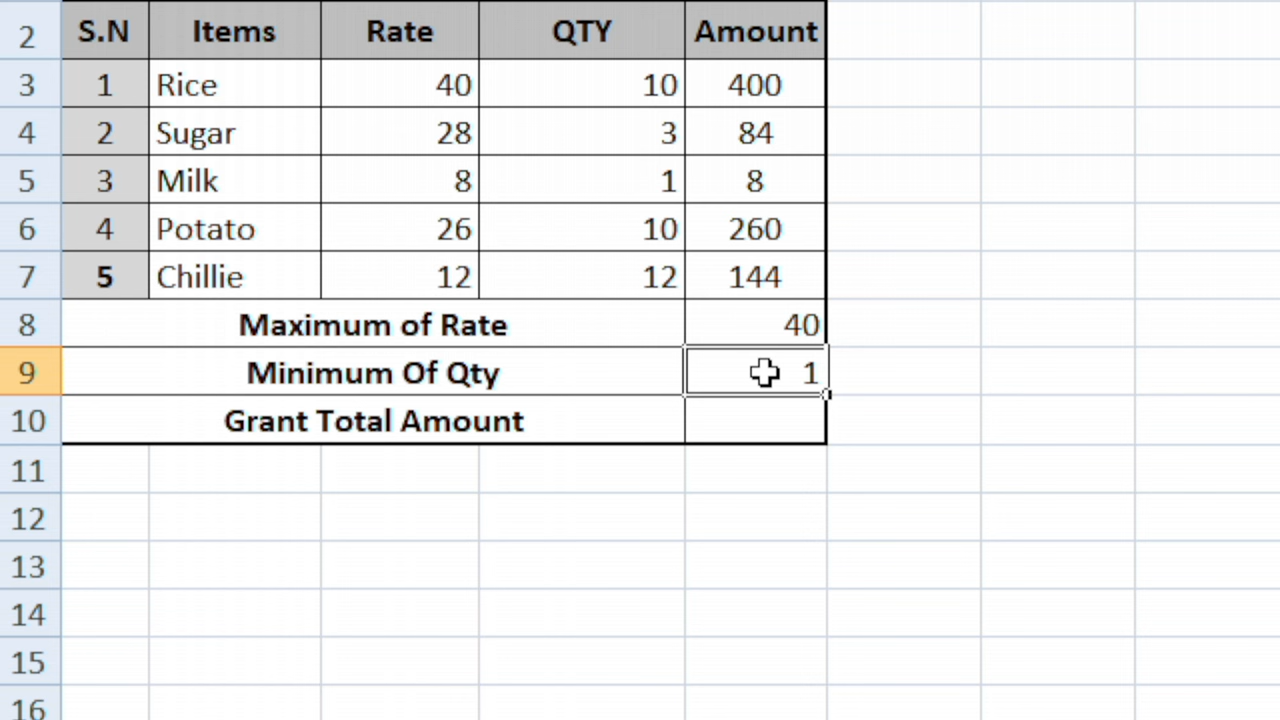 2 S.N Items Rate QTY Amount
3 1 Rice 40 10 400
4 2 Sugar 28 3 84
5 3 Milk 8 1 8
6 4 Potato 26 10 260
7 5 Chillie 12 12 144
8 Maximum of Rate 40
9 Minimum Of Qty 1
10 Grant Total Amount
11
12
13
14
15
16